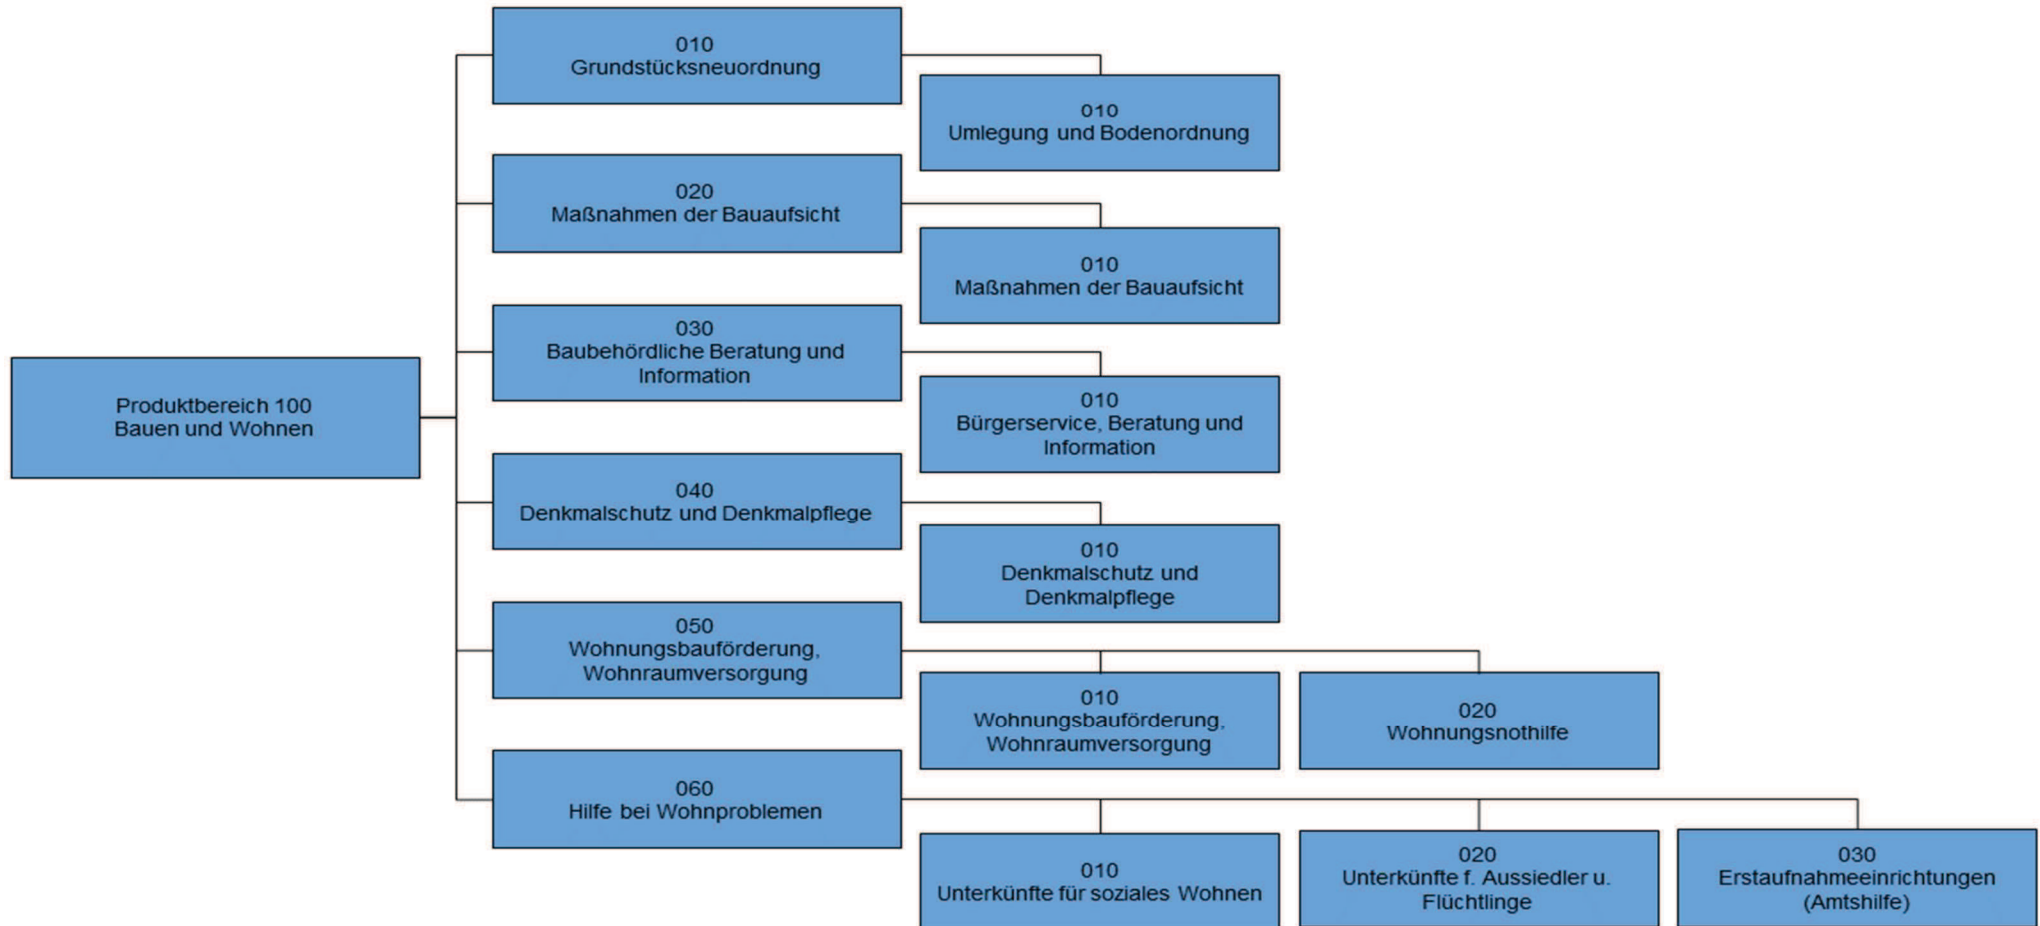 Produktbereich 100
Bauen und Wohnen
010
Grundstücksneuordnung
010
Umlegung und Bodenordnung
020
Maßnahmen der Bauaufsicht
010
Maßnahmen der Bauaufsicht
030
Baubehördliche Beratung und
Information
010
Bürgerservice, Beratung und
Information
040
Denkmalschutz und Denkmalpflege
010
Denkmalschutz und
Denkmalpflege
050
Wohnungsbauförderung,
Wohnraumversorgung
010
Wohnungsbauförderung,
Wohnraumversorgung
020
Wohnungsnothilfe
060
Hilfe bei Wohnproblemen
010
Unterkünfte für soziales Wohnen
020
Unterkünfte f. Aussiedler u.
Flüchtlinge
030
Erstaufnahmeeinrichtungen
(Amtshilfe)